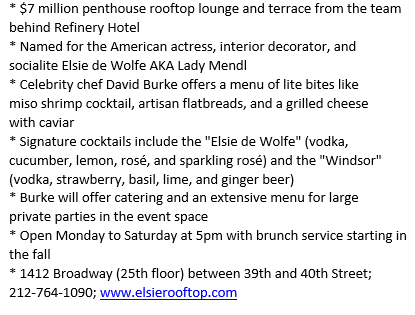 * $7 million penthouse rooftop lounge and terrace from the team
behind Refinery Hotel
* Named for the American actress, interior decorator, and
socialite Elsie de Wolfe AKA Lady Mendl
* Celebrity chef David Burke offers a menu of lite bites like
miso shrimp cocktail, artisan flatbreads, and a grilled cheese
with caviar
* Signature cocktails include the "Elsie de Wolfe" (vodka,
cucumber, lemon, rosé, and sparkling rosé) and the "Windsor"
(vodka, strawberry, basil, lime, and ginger beer)
* Burke will offer catering and an extensive menu for large
private parties in the event space
* Open Monday to Saturday at 5pm with brunch service starting in
the fall
* 1412 Broadway (25th floor) between 39th and 40th Street;
212-764-1090; www.elsierooftop.com